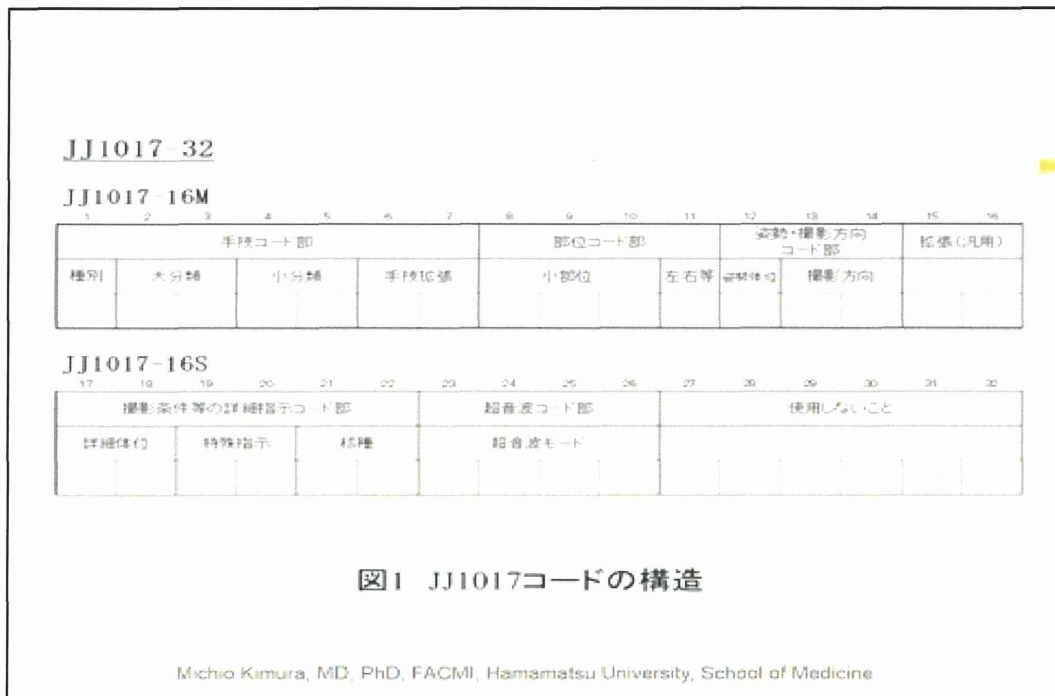 JJ1017-32
JJ1017-16M
1 2 3 4 5 6 7 8 9 10 11 12 13 14 15 16
手技コード部 部位コード部 姿勢・撮影方向コード部 拡張(汎用)
種別 大分類 小分類 手技拡張 小部位 左右等 姿勢体位 撮影方向
JJ1017-16S
17 18 19 20 21 22 23 24 25 26 27 28 29 30 31 32
撮影条件等の詳細指示コード部 超音波コード部 使用しないこと
詳細体位 特殊指示 核種 超音波モード
図1 JJ1017コードの構造
Michio Kimura, MD, PhD, FACMI, Hamamatsu University, School of Medicine